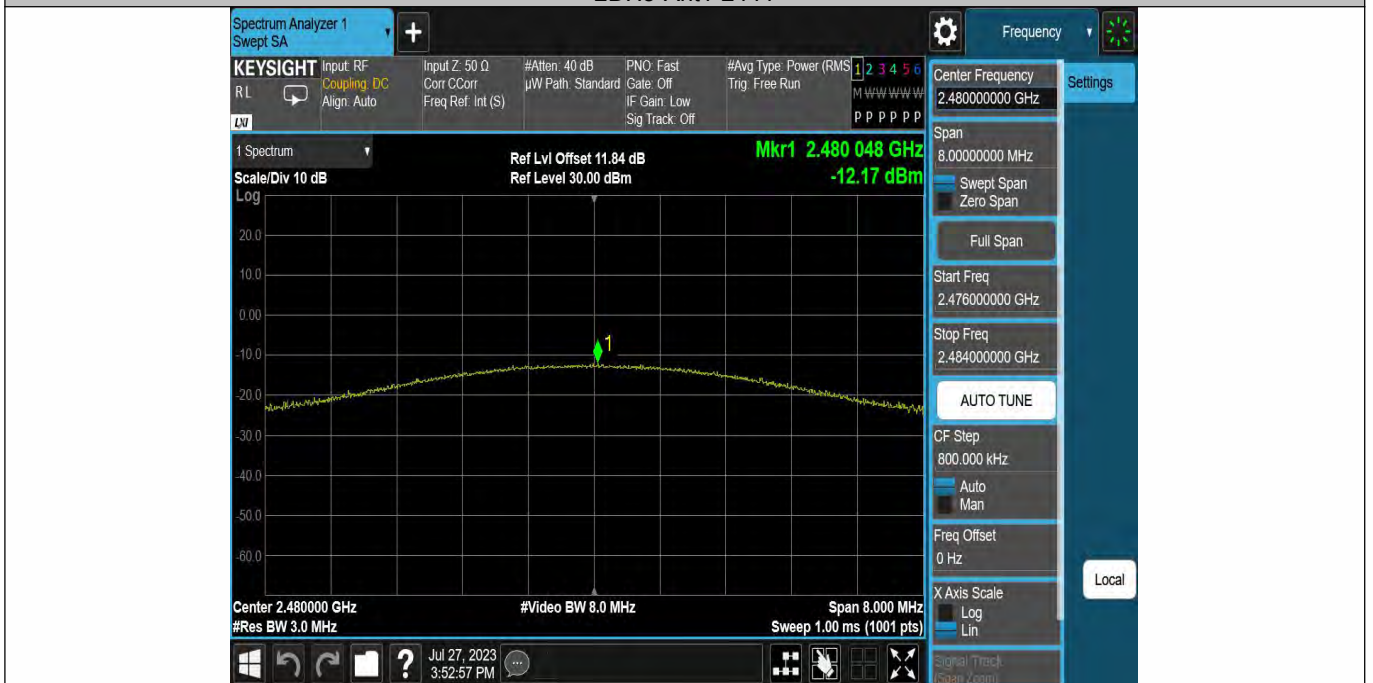 Spectrum Analyzer 1
Swept SA
+
Frequency
KEYSIGHT
RL
LXI
Input: RF
Coupling: DC
Align: Auto
Input Z: 50 Ω
Corr CCorr
Freq Ref: Int (S)
#Atten: 40 dB
µW Path: Standard
PNO: Fast
Gate: Off
IF Gain: Low
Sig Track: Off
#Avg Type: Power (RMS
Trig: Free Run
1 2 3 4 5 6
M W W W W W
P P P P P P
1 Spectrum
Scale/Div 10 dB
Ref Lvl Offset 11.84 dB
Ref Level 30.00 dBm
Mkr1 2.480 048 GHz
-12.17 dBm
Log
20.0
10.0
0.00
-10.0
-20.0
-30.0
-40.0
-50.0
-60.0
1
Center 2.480000 GHz
#Res BW 3.0 MHz
#Video BW 8.0 MHz
Span 8.000 MHz
Sweep 1.00 ms (1001 pts)
Center Frequency
2.480000000 GHz
Settings
Span
8.00000000 MHz
Swept Span
Zero Span
Full Span
Start Freq
2.476000000 GHz
Stop Freq
2.484000000 GHz
AUTO TUNE
CF Step
800.000 kHz
Auto
Man
Freq Offset
0 Hz
X Axis Scale
Log
Lin
Local
Signal Track
(Span Zoom)
?
Jul 27, 2023
3:52:57 PM